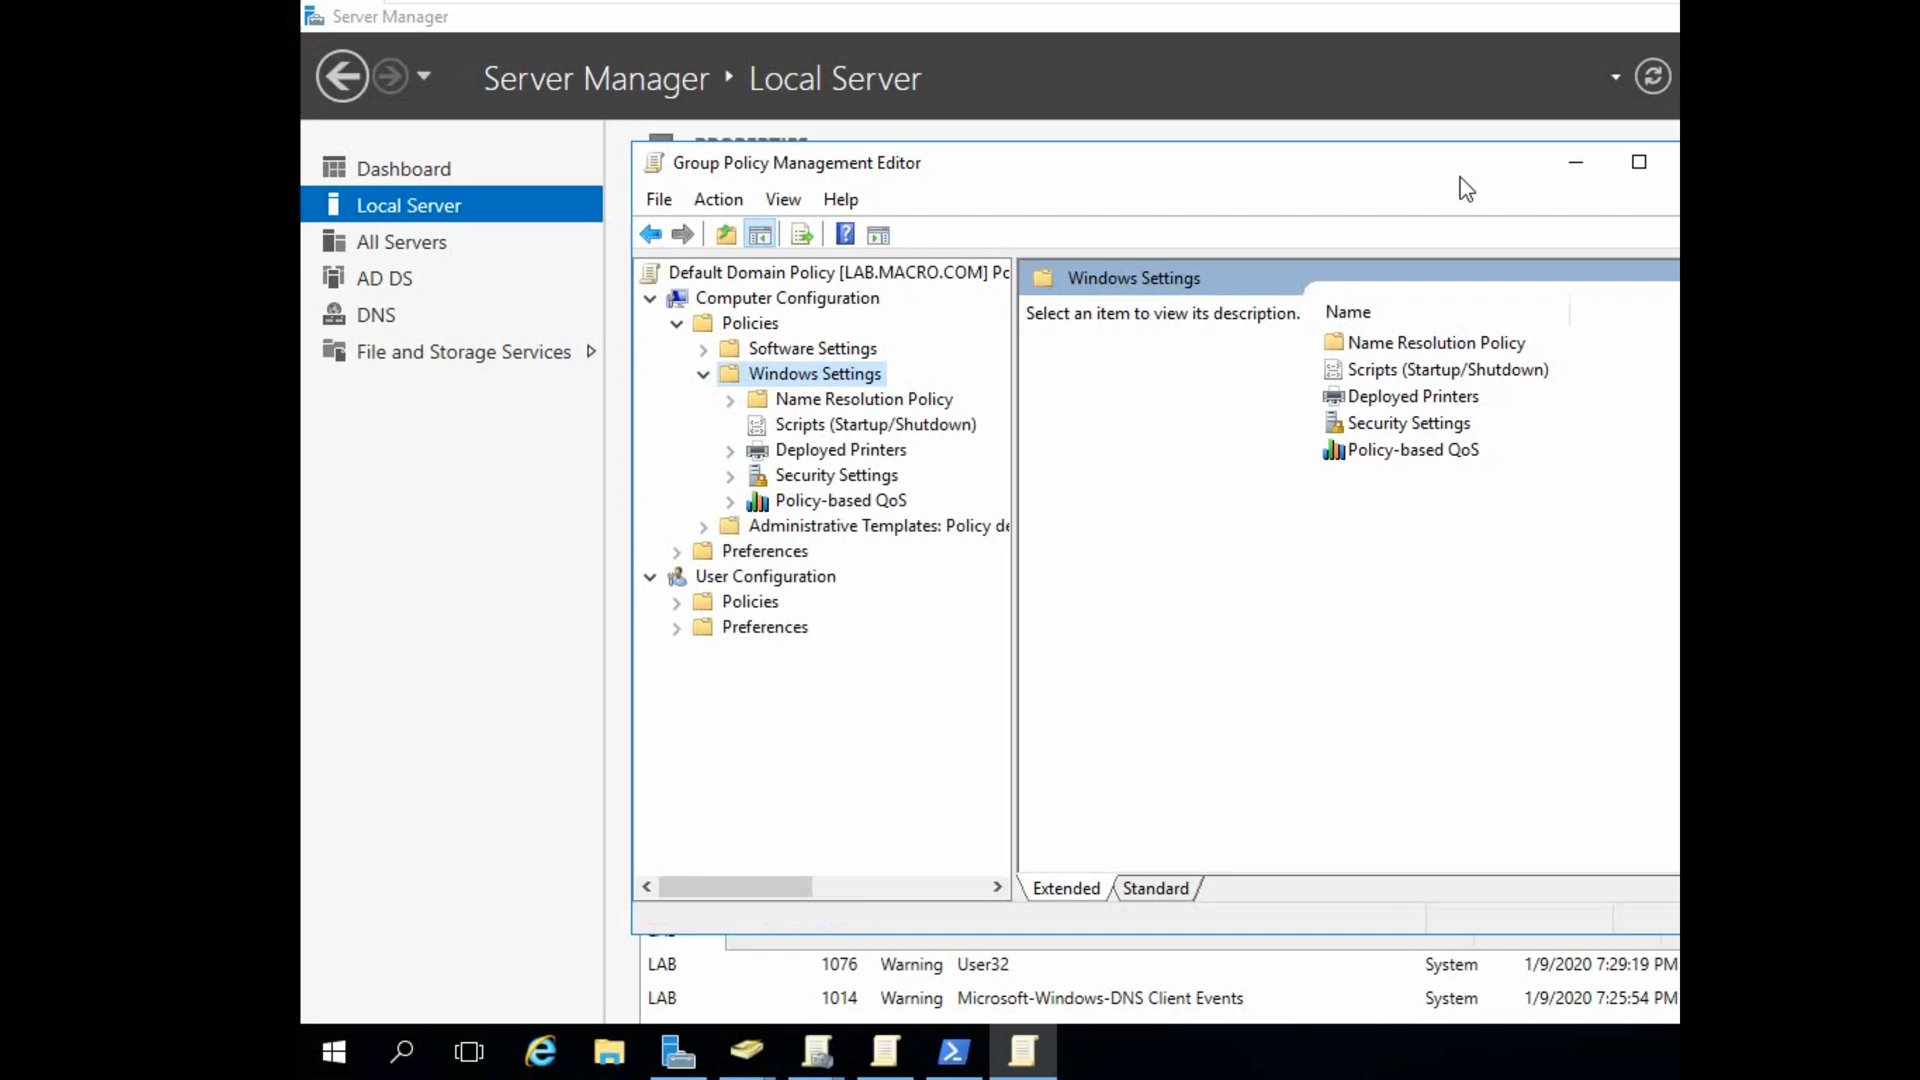 Server Manager
Server Manager ‣ Local Server
Dashboard
Local Server
All Servers
AD DS
DNS
File and Storage Services
PROPERTIES
Group Policy Management Editor
File Action View Help
Default Domain Policy [LAB.MACRO.COM] Pc
Computer Configuration
Policies
Software Settings
Windows Settings
Name Resolution Policy
Scripts (Startup/Shutdown)
Deployed Printers
Security Settings
Policy-based QoS
Administrative Templates: Policy de
Preferences
User Configuration
Policies
Preferences
Windows Settings
Select an item to view its description.
Name
Name Resolution Policy
Scripts (Startup/Shutdown)
Deployed Printers
Security Settings
Policy-based QoS
Extended Standard
LAB 1076 Warning User32 System 1/9/2020 7:29:19 PM
LAB 1014 Warning Microsoft-Windows-DNS Client Events System 1/9/2020 7:25:54 PM